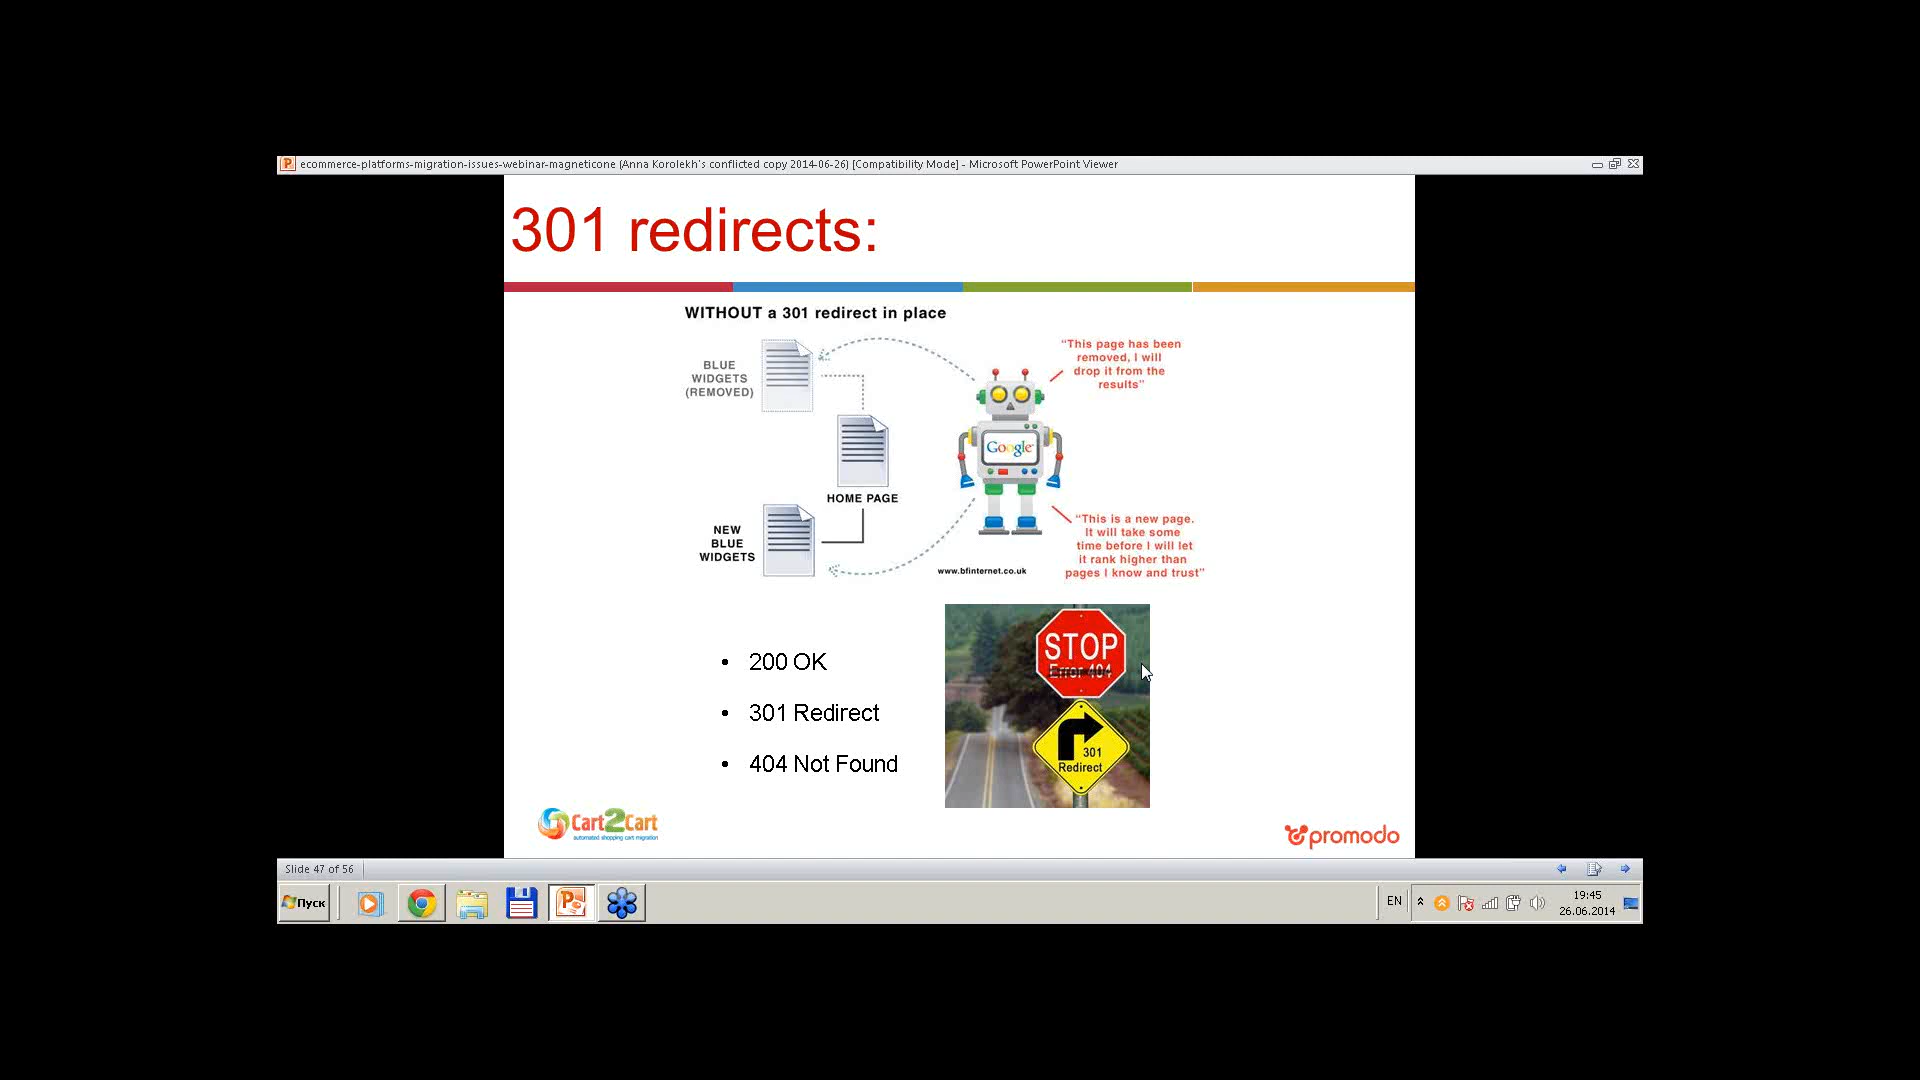 ecommerce-platforms-migration-issues-webinar-magneticone (Anna Korolekh's conflicted copy 2014-06-26) [Compatibility Mode] - Microsoft PowerPoint Viewer
301 redirects:
WITHOUT a 301 redirect in place
BLUE
WIDGETS
(REMOVED)
"This page has been
removed, I will
drop it from the
results"
Google
HOME PAGE
NEW
BLUE
WIDGETS
"This is a new page.
It will take some
time before I will let
it rank higher than
pages I know and trust"
www.bfinternet.co.uk
• 200 OK
• 301 Redirect
• 404 Not Found
STOP
Error 404
301
Redirect
Cart2Cart
automated shopping cart migration
promodo
Slide 47 of 56
Пуск
EN
19:45
26.06.2014